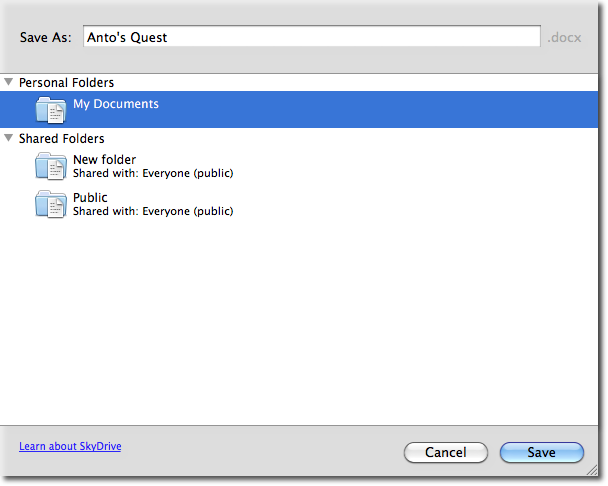 Save As: Anto's Quest .docx
Personal Folders
My Documents
Shared Folders
New folder
Shared with: Everyone (public)
Public
Shared with: Everyone (public)
Learn about SkyDrive
Cancel Save